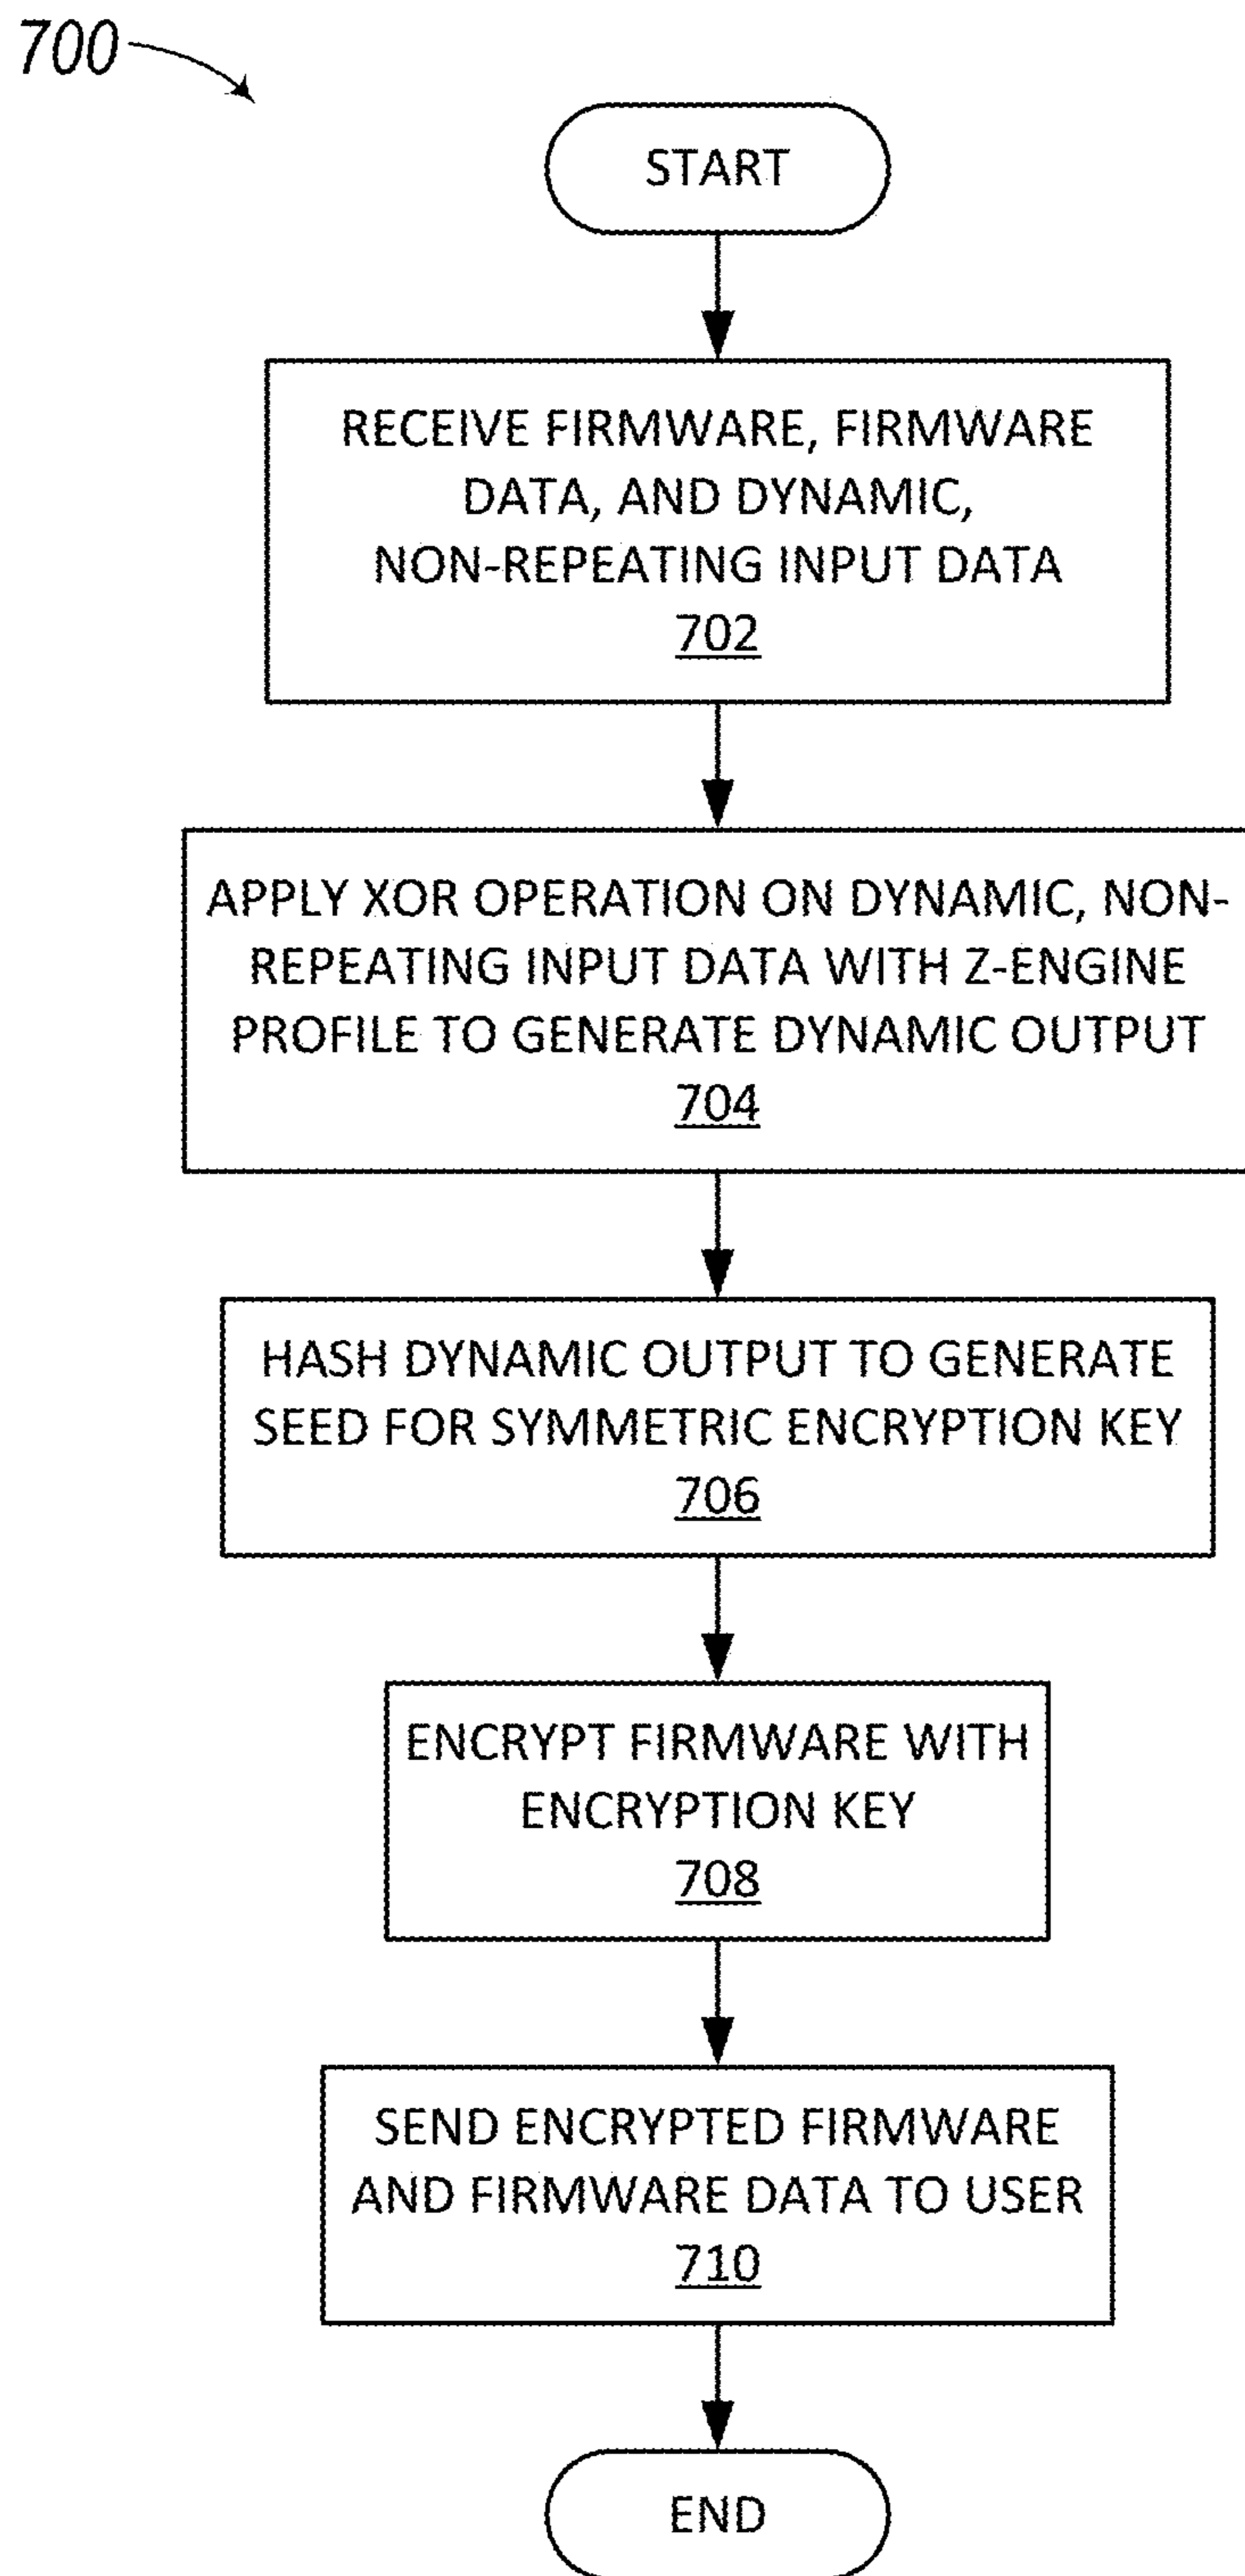 700
START
RECEIVE FIRMWARE, FIRMWARE
DATA, AND DYNAMIC,
NON-REPEATING INPUT DATA
702
APPLY XOR OPERATION ON DYNAMIC, NON-
REPEATING INPUT DATA WITH Z-ENGINE
PROFILE TO GENERATE DYNAMIC OUTPUT
704
HASH DYNAMIC OUTPUT TO GENERATE
SEED FOR SYMMETRIC ENCRYPTION KEY
706
ENCRYPT FIRMWARE WITH
ENCRYPTION KEY
708
SEND ENCRYPTED FIRMWARE
AND FIRMWARE DATA TO USER
710
END